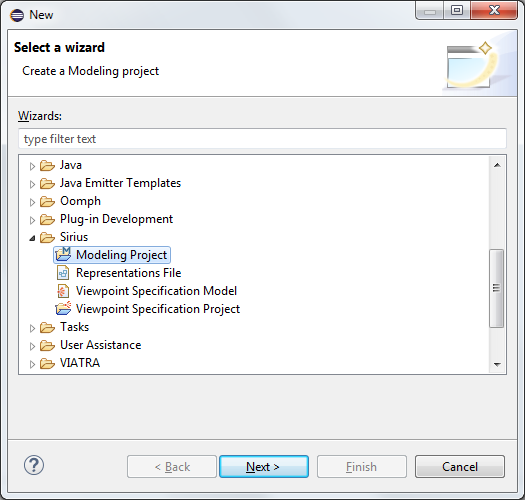 New
Select a wizard
Create a Modeling project
Wizards:
type filter text
Java
Java Emitter Templates
Oomph
Plug-in Development
Sirius
Modeling Project
Representations File
Viewpoint Specification Model
Viewpoint Specification Project
Tasks
User Assistance
VIATRA
? < Back Next > Finish Cancel